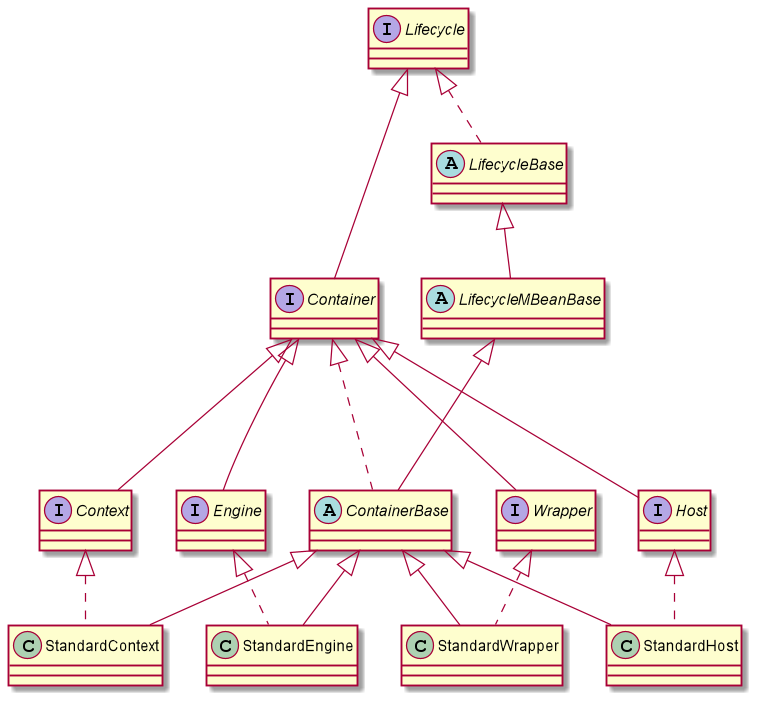 I Lifecycle
A LifecycleBase
I Container
A LifecycleMBeanBase
I Context
I Engine
A ContainerBase
I Wrapper
I Host
C StandardContext
C StandardEngine
C StandardWrapper
C StandardHost